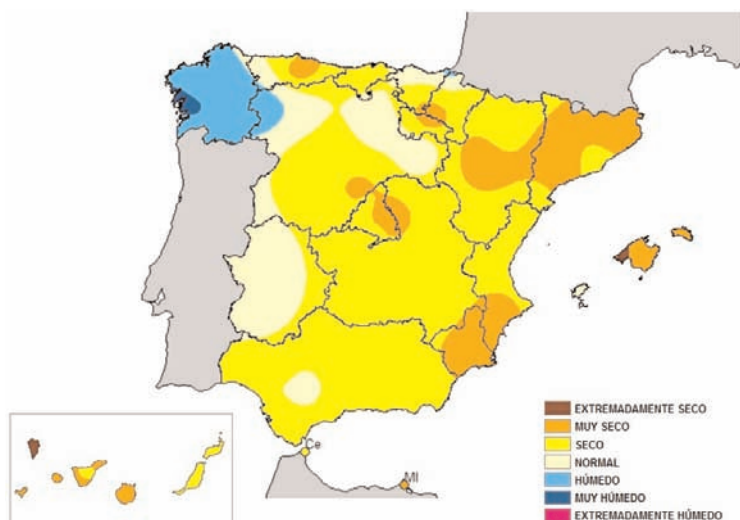 Ce
Ml
EXTREMADAMENTE SECO
MUY SECO
SECO
NORMAL
HÚMEDO
MUY HÚMEDO
EXTREMADAMENTE HÚMEDO